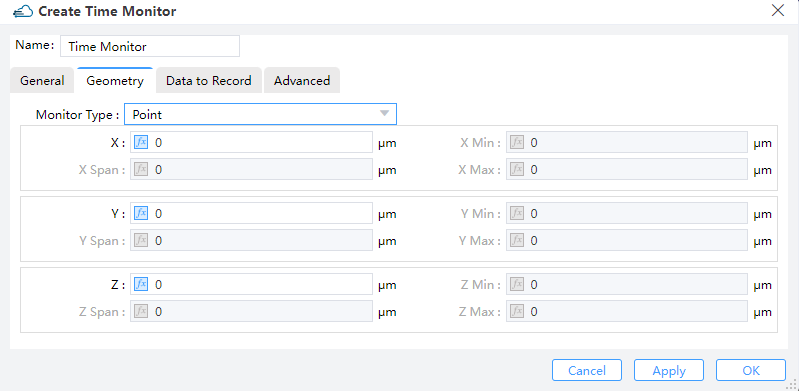 Create Time Monitor
Name: Time Monitor
General Geometry Data to Record Advanced
Monitor Type : Point
X : fx 0 µm X Min : fx 0 µm
X Span : fx 0 µm X Max : fx 0 µm
Y : fx 0 µm Y Min : fx 0 µm
Y Span : fx 0 µm Y Max : fx 0 µm
Z : fx 0 µm Z Min : fx 0 µm
Z Span : fx 0 µm Z Max : fx 0 µm
Cancel Apply OK